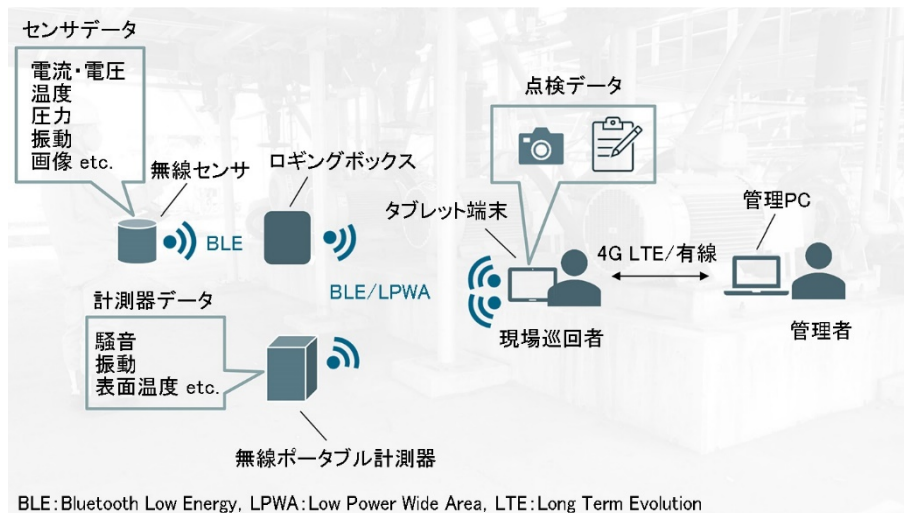 センサデータ
電流・電圧
温度
圧力
振動
画像 etc.
無線センサ
BLE
ロギングボックス
BLE/LPWA
計測器データ
騒音
振動
表面温度 etc.
無線ポータブル計測器
点検データ
タブレット端末
現場巡回者
4G LTE/有線
管理PC
管理者
BLE:Bluetooth Low Energy, LPWA:Low Power Wide Area, LTE:Long Term Evolution